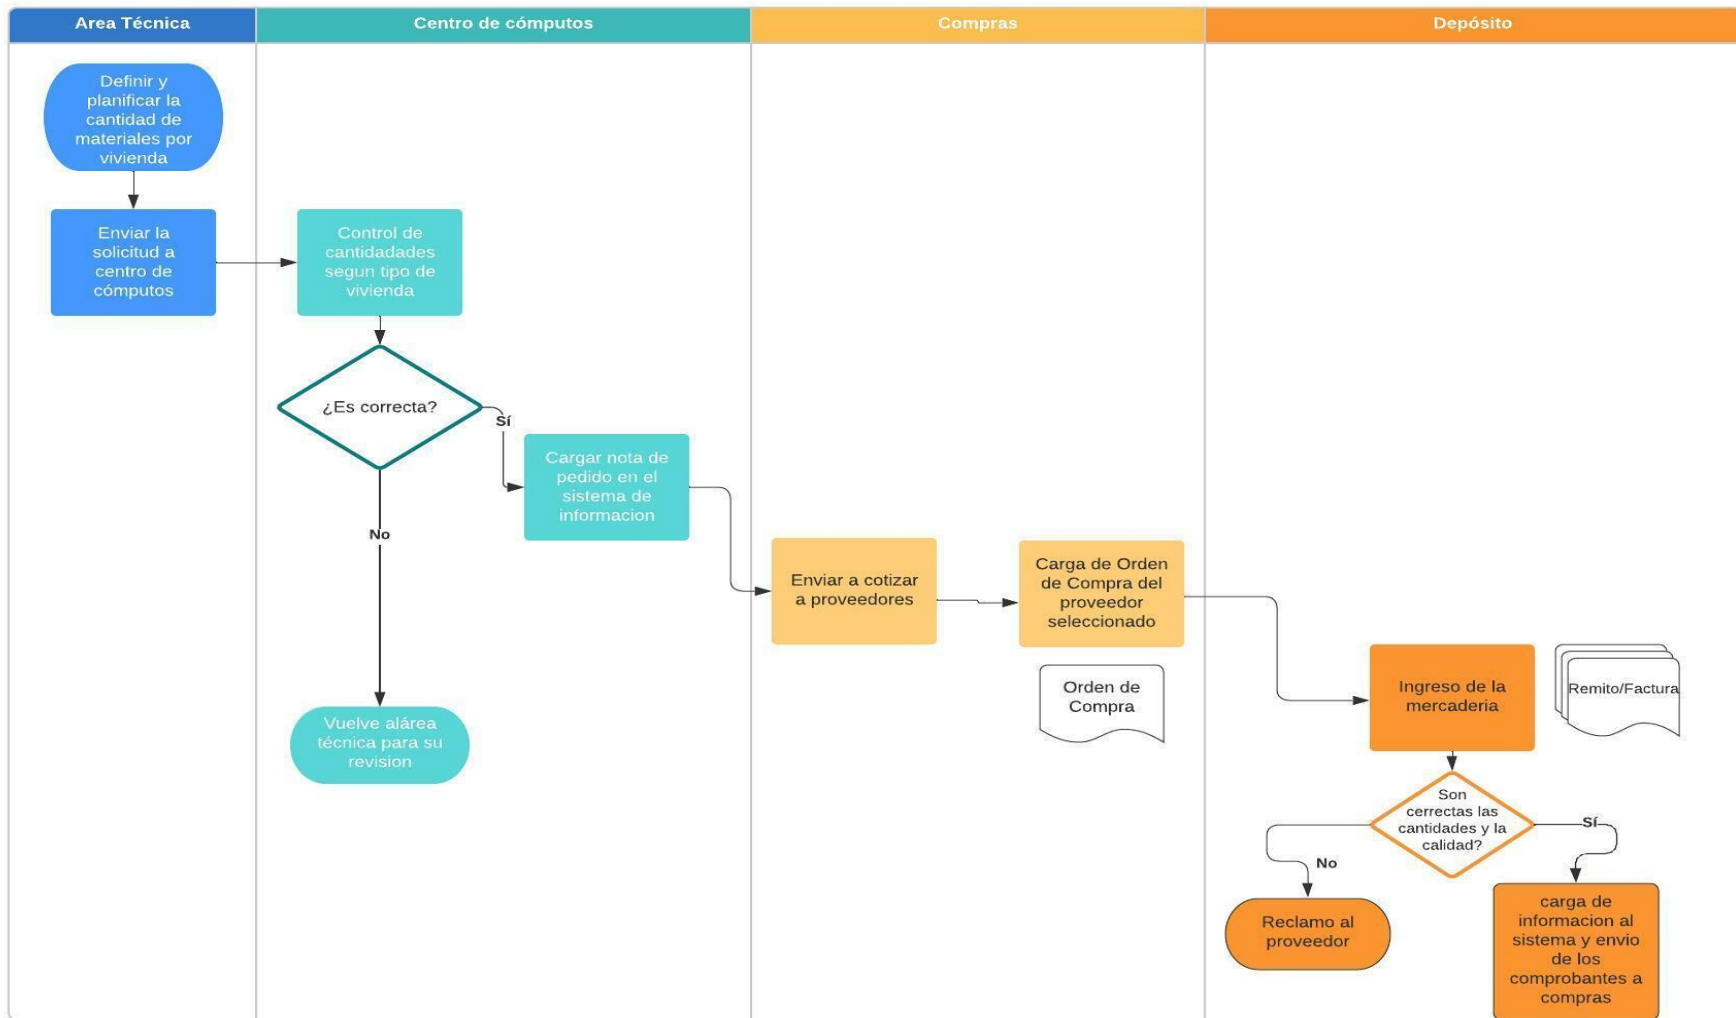 Area Técnica
Centro de cómputos
Compras
Depósito
Definir y
planificar la
cantidad de
materiales por
vivienda
Enviar la
solicitud a
centro de
cómputos
Control de
cantidadades
segun tipo de
vivienda
¿Es correcta?
Sí
No
Cargar nota de
pedido en el
sistema de
informacion
Vuelve alárea
técnica para su
revision
Enviar a cotizar
a proveedores
Carga de Orden
de Compra del
proveedor
seleccionado
Orden de
Compra
Ingreso de la
mercaderia
Remito/Factura
Son
cerrectas las
cantidades y la
calidad?
Sí
No
Reclamo al
proveedor
carga de
informacion al
sistema y envio
de los
comprobantes a
compras